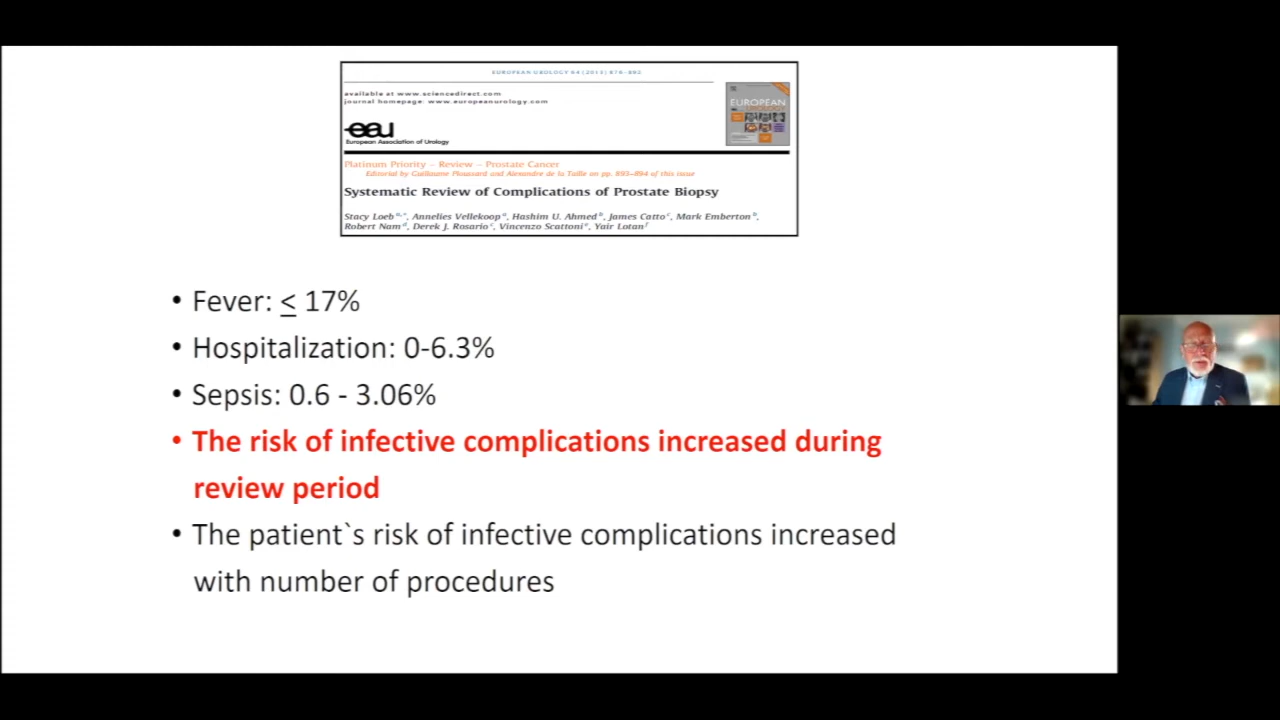 EUROPEAN UROLOGY 64 (2013) 876–892
available at www.sciencedirect.com
journal homepage: www.europeanurology.com
EUROPEAN
UROLOGY
eau
European Association of Urology
Platinum Priority – Review – Prostate Cancer
Editorial by Guillaume Ploussard and Alexandre de la Taille on pp. 893–894 of this issue
Systematic Review of Complications of Prostate Biopsy
Stacy Loeb a,*, Annelies Vellekoop a, Hashim U. Ahmed b, James Catto c, Mark Emberton b,
Robert Nam d, Derek J. Rosario c, Vincenzo Scattoni e, Yair Lotan f
• Fever: ≤ 17%
• Hospitalization: 0-6.3%
• Sepsis: 0.6 - 3.06%
• The risk of infective complications increased during
review period
• The patient`s risk of infective complications increased
with number of procedures